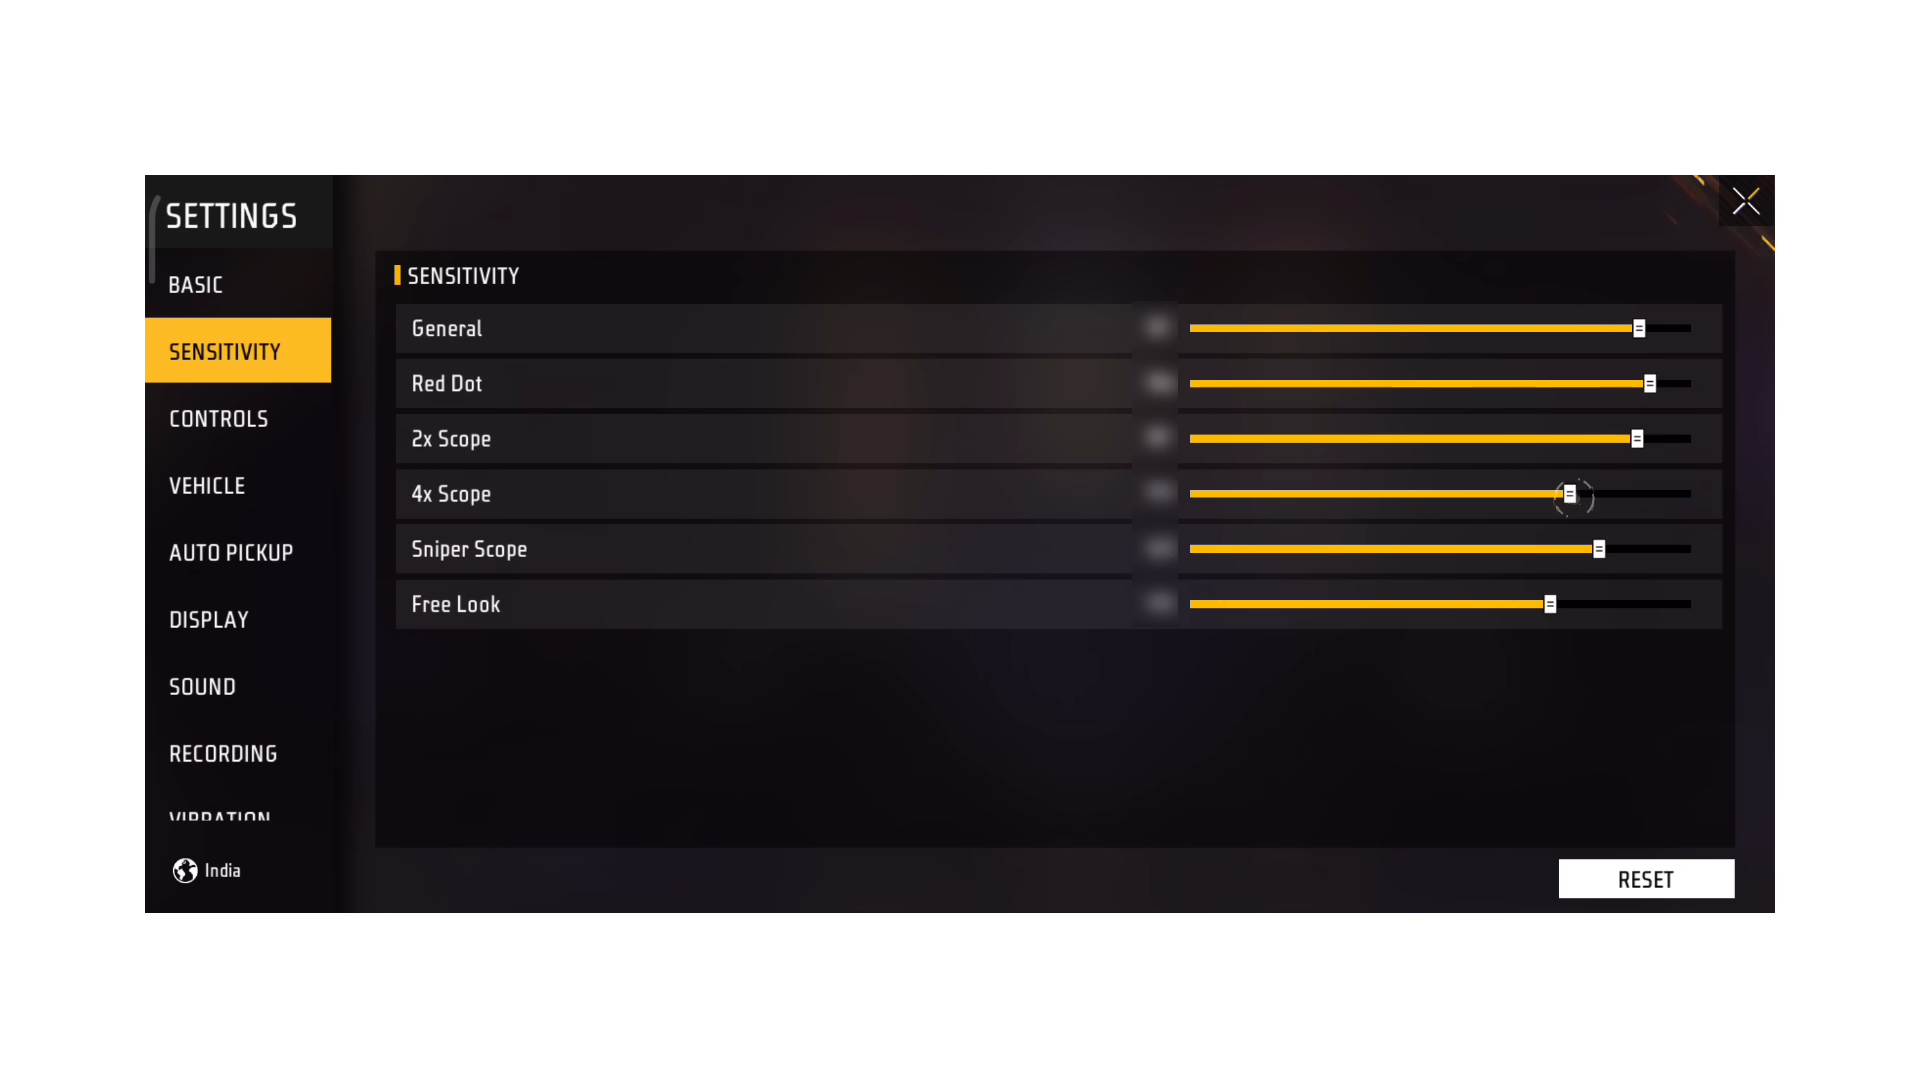 SETTINGS
BASIC
SENSITIVITY
CONTROLS
VEHICLE
AUTO PICKUP
DISPLAY
SOUND
RECORDING
VIBRATION
India
SENSITIVITY
General
Red Dot
2x Scope
4x Scope
Sniper Scope
Free Look
RESET